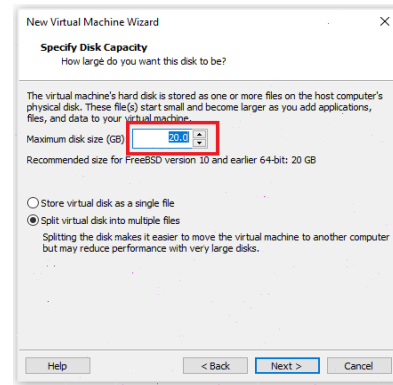 New Virtual Machine Wizard
Specify Disk Capacity
How large do you want this disk to be?
The virtual machine's hard disk is stored as one or more files on the host computer's
physical disk. These file(s) start small and become larger as you add applications,
files, and data to your virtual machine.
Maximum disk size (GB) 20.0
Recommended size for FreeBSD version 10 and earlier 64-bit: 20 GB
Store virtual disk as a single file
Split virtual disk into multiple files
Splitting the disk makes it easier to move the virtual machine to another computer
but may reduce performance with very large disks.
Help < Back Next > Cancel